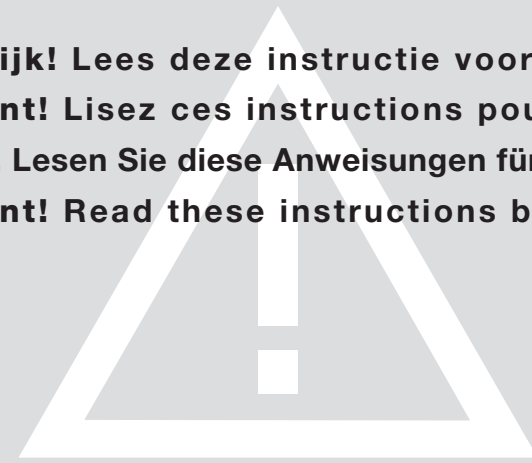 ijk! Lees deze instructie voor
nt! Lisez ces instructions pou
Lesen Sie diese Anweisungen für
nt! Read these instructions b